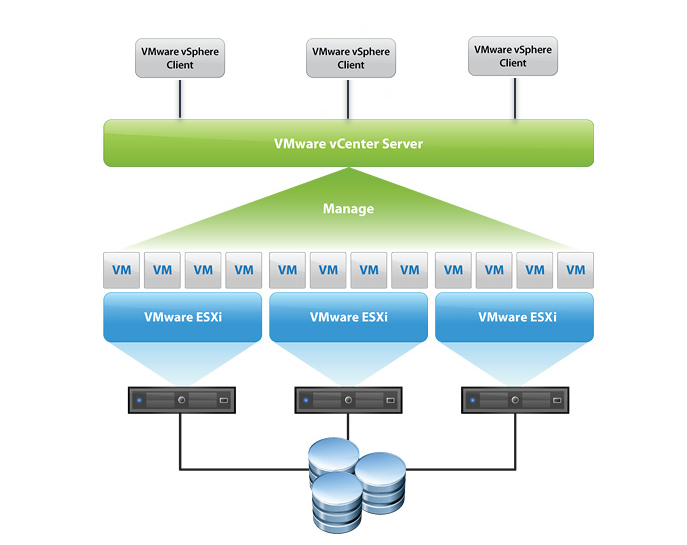 VMware vSphere
Client
VMware vSphere
Client
VMware vSphere
Client
VMware vCenter Server
Manage
VM VM VM VM VM VM VM VM VM VM VM VM
VMware ESXi VMware ESXi VMware ESXi